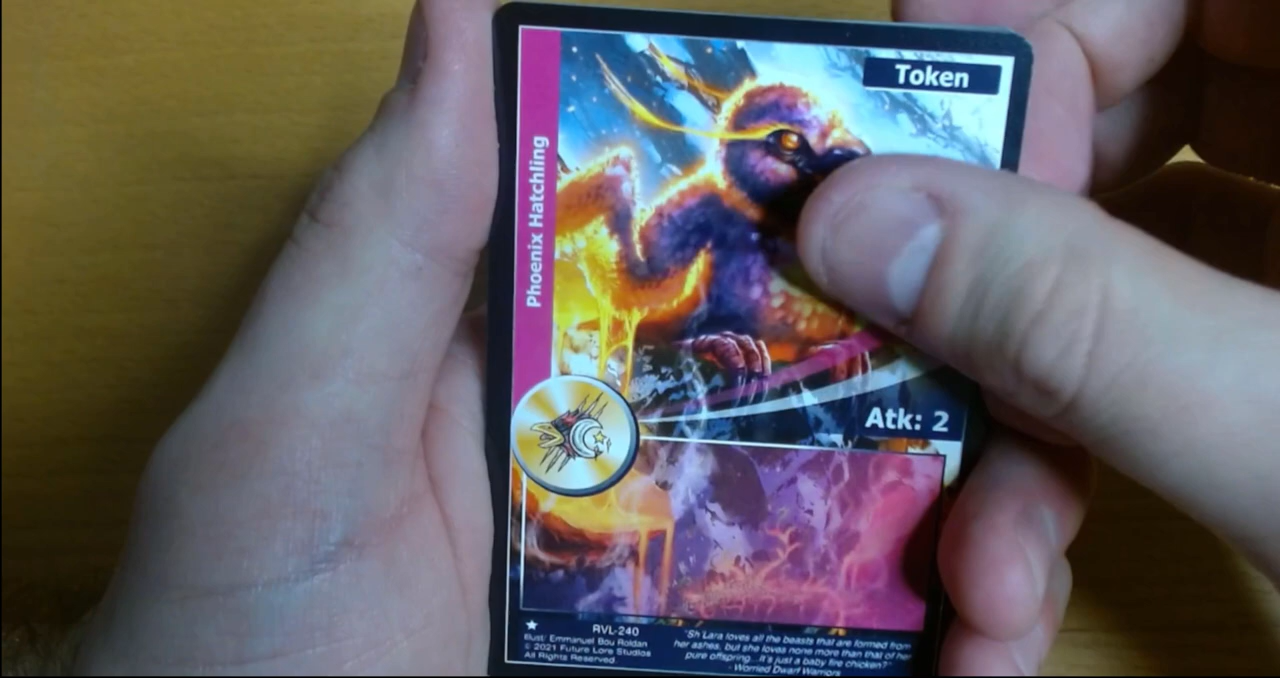 Token
Phoenix Hatchling
Atk: 2
RVL-240
Illust/ Emmanuel Bou Roldan
© 2021 Future Lore Studios
All Rights Reserved
"Sh'Lara loves all the beasts that are formed from
her ashes, but she loves none more than that of her
pure offspring...It's just a baby fire chicken?"
- Worried Dwarf Warriors